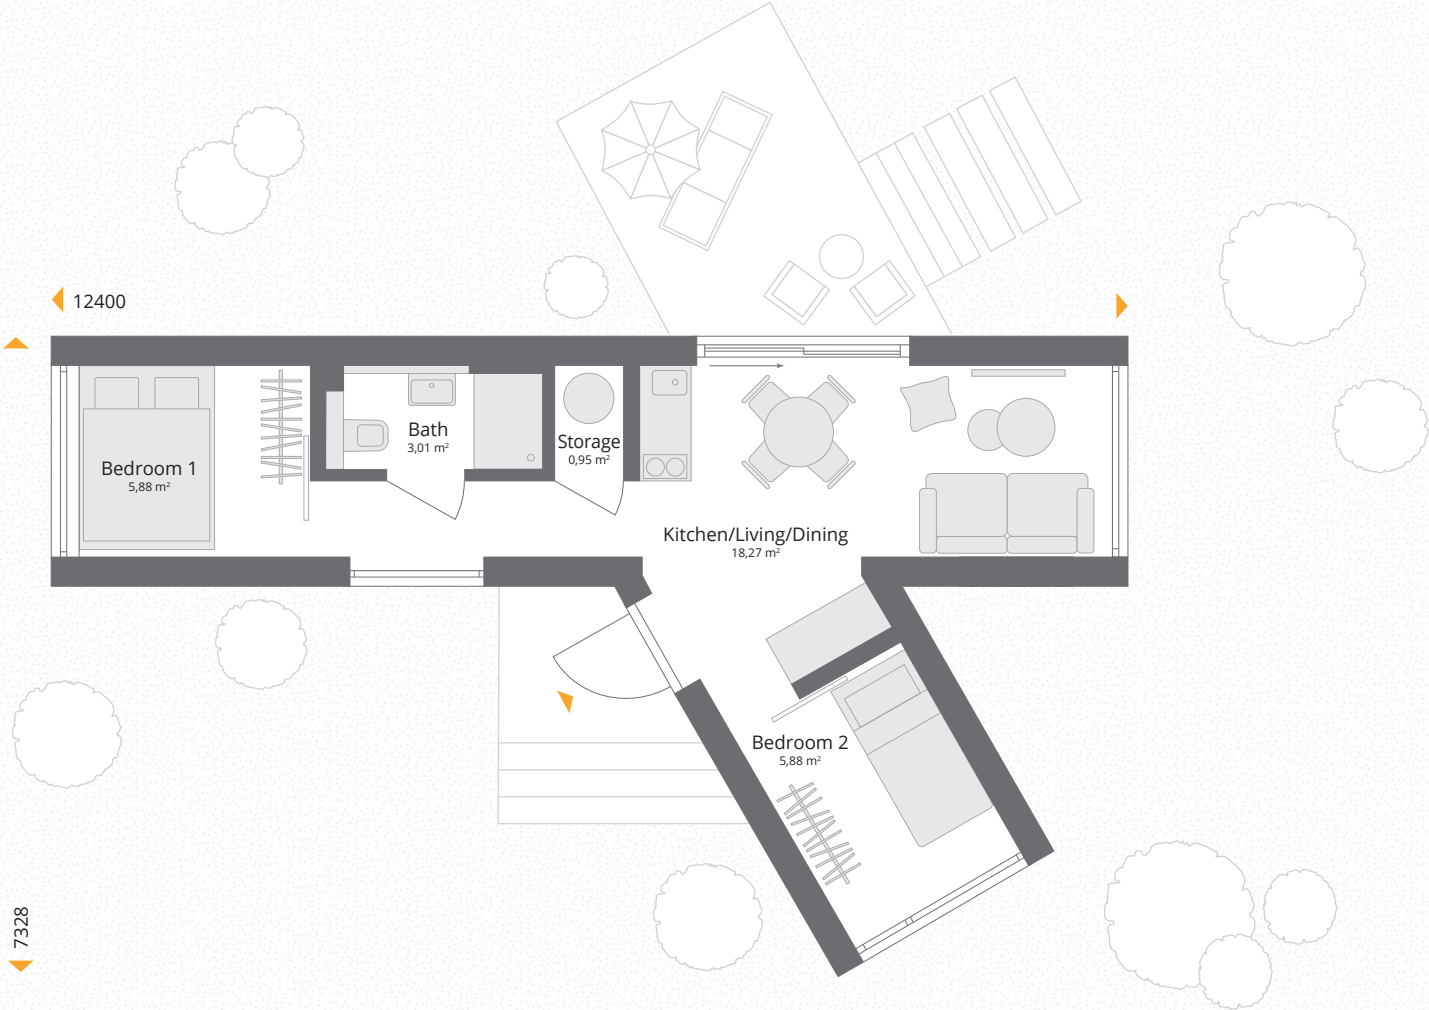 12400
Bath
3,01 m²
Storage
0,95 m²
Bedroom 1
5,88 m²
Kitchen/Living/Dining
18,27 m²
Bedroom 2
5,88 m²
7328